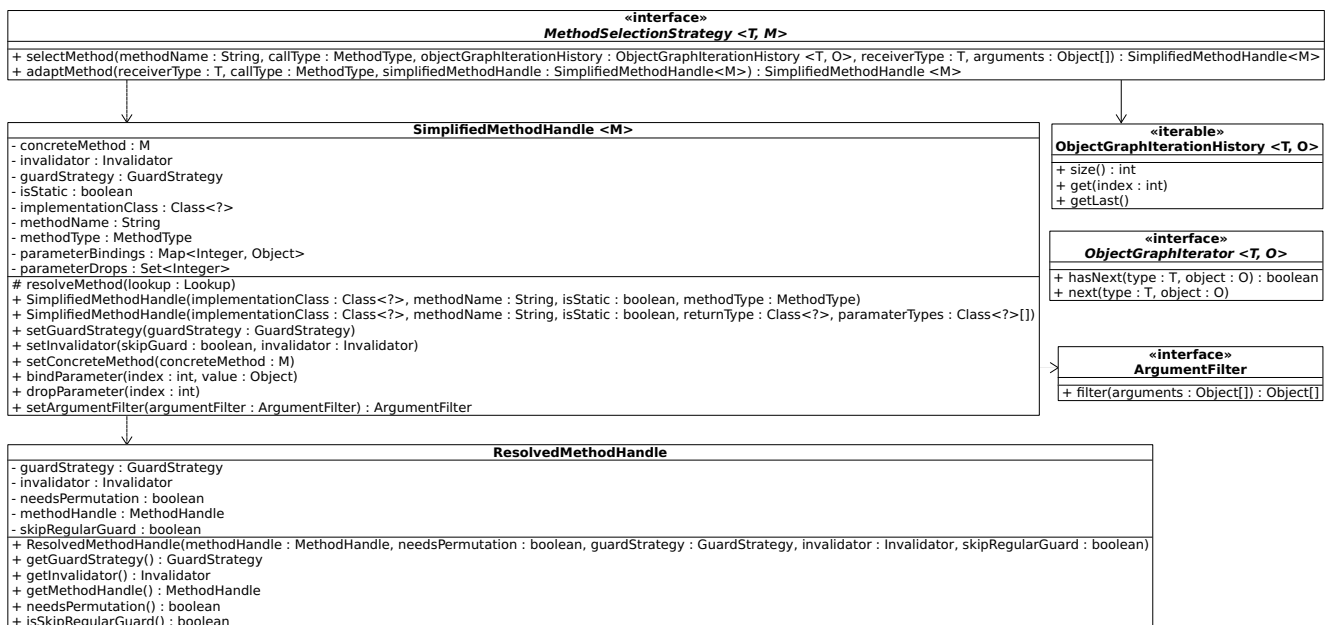 «interface»
MethodSelectionStrategy <T, M>
+ selectMethod(methodName : String, callType : MethodType, objectGraphIterationHistory : ObjectGraphIterationHistory <T, O>, receiverType : T, arguments : Object[]) : SimplifiedMethodHandle<M>
+ adaptMethod(receiverType : T, callType : MethodType, simplifiedMethodHandle : SimplifiedMethodHandle<M>) : SimplifiedMethodHandle <M>
SimplifiedMethodHandle <M>
- concreteMethod : M
- invalidator : Invalidator
- guardStrategy : GuardStrategy
- isStatic : boolean
- implementationClass : Class<?>
- methodName : String
- methodType : MethodType
- parameterBindings : Map<Integer, Object>
- parameterDrops : Set<Integer>
# resolveMethod(lookup : Lookup)
+ SimplifiedMethodHandle(implementationClass : Class<?>, methodName : String, isStatic : boolean, methodType : MethodType)
+ SimplifiedMethodHandle(implementationClass : Class<?>, methodName : String, isStatic : boolean, returnType : Class<?>, paramaterTypes : Class<?>[])
+ setGuardStrategy(guardStrategy : GuardStrategy)
+ setInvalidator(skipGuard : boolean, invalidator : Invalidator)
+ setConcreteMethod(concreteMethod : M)
+ bindParameter(index : int, value : Object)
+ dropParameter(index : int)
+ setArgumentFilter(argumentFilter : ArgumentFilter) : ArgumentFilter
«iterable»
ObjectGraphIterationHistory <T, O>
+ size() : int
+ get(index : int)
+ getLast()
«interface»
ObjectGraphIterator <T, O>
+ hasNext(type : T, object : O) : boolean
+ next(type : T, object : O)
«interface»
ArgumentFilter
+ filter(arguments : Object[]) : Object[]
ResolvedMethodHandle
- guardStrategy : GuardStrategy
- invalidator : Invalidator
- needsPermutation : boolean
- methodHandle : MethodHandle
- skipRegularGuard : boolean
+ ResolvedMethodHandle(methodHandle : MethodHandle, needsPermutation : boolean, guardStrategy : GuardStrategy, invalidator : Invalidator, skipRegularGuard : boolean)
+ getGuardStrategy() : GuardStrategy
+ getInvalidator() : Invalidator
+ getMethodHandle() : MethodHandle
+ needsPermutation() : boolean
+ isSkipRegularGuard() : boolean